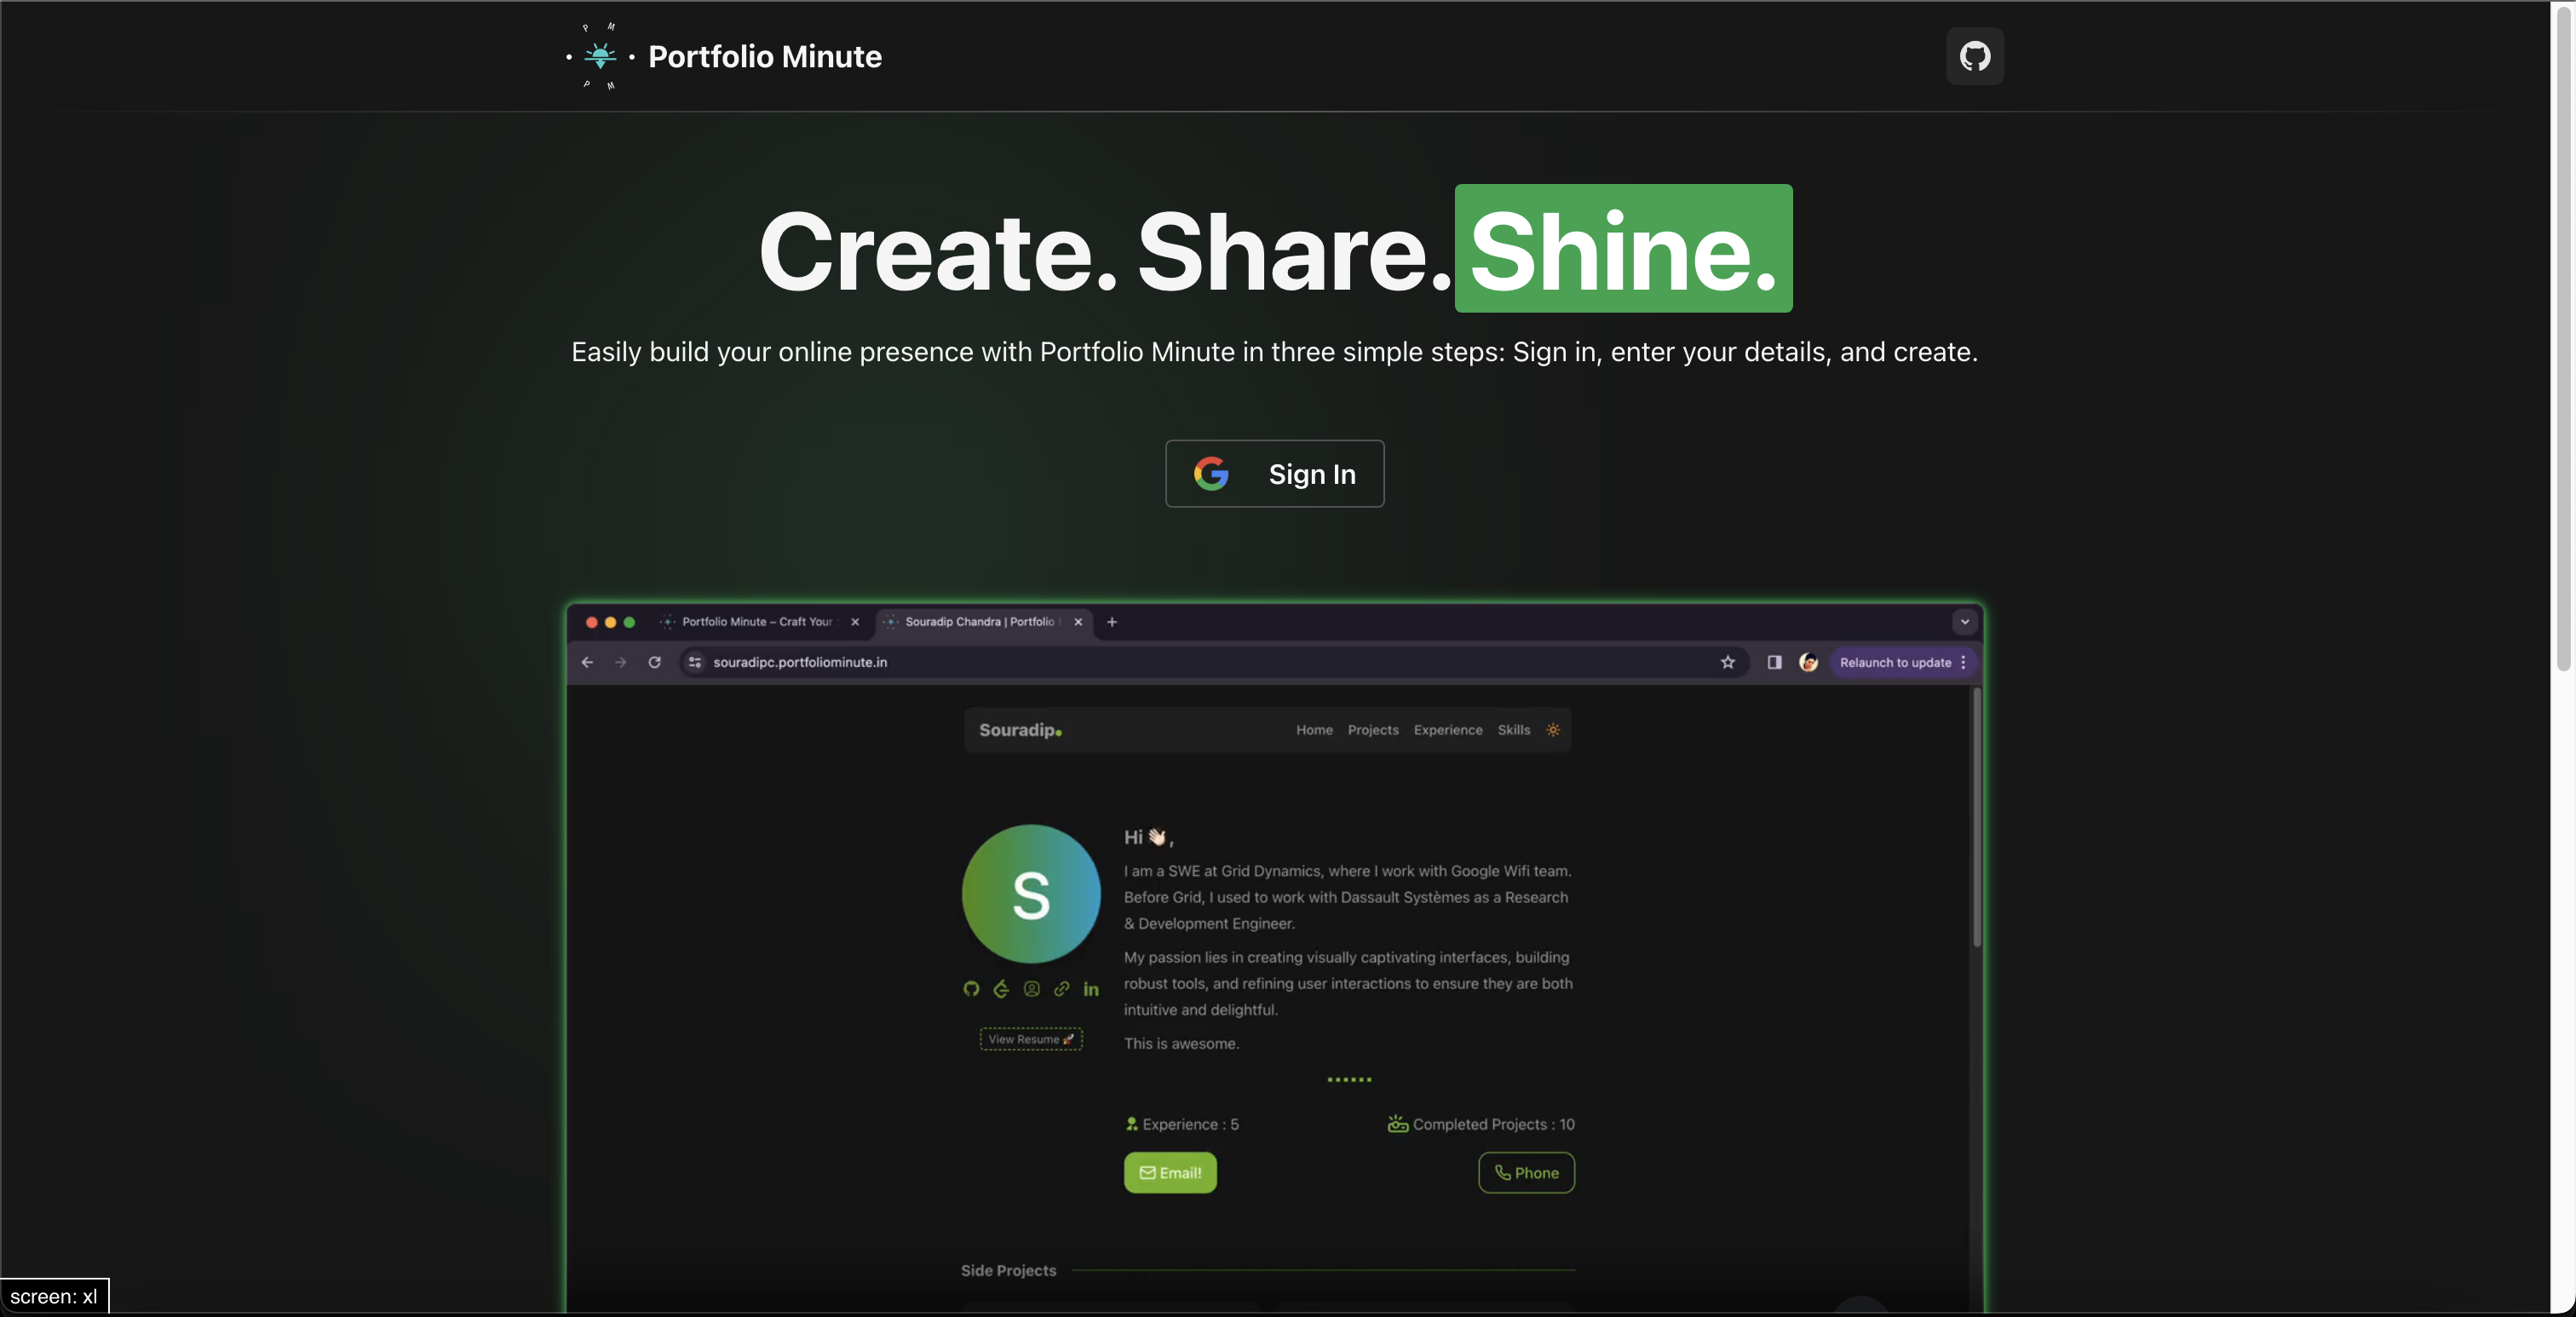 P M
Portfolio Minute
P M
Create. Share. Shine.
Easily build your online presence with Portfolio Minute in three simple steps: Sign in, enter your details, and create.
Sign In
Portfolio Minute – Craft Your
Souradip Chandra | Portfolio
souradipc.portfoliominute.in
Relaunch to update
Souradip.
Home Projects Experience Skills
S
Hi 👋🏻,
I am a SWE at Grid Dynamics, where I work with Google Wifi team.
Before Grid, I used to work with Dassault Systèmes as a Research
& Development Engineer.
My passion lies in creating visually captivating interfaces, building
robust tools, and refining user interactions to ensure they are both
intuitive and delightful.
This is awesome.
in
View Resume 🚀
Experience : 5
Completed Projects : 10
Email!
Phone
Side Projects
screen: xl